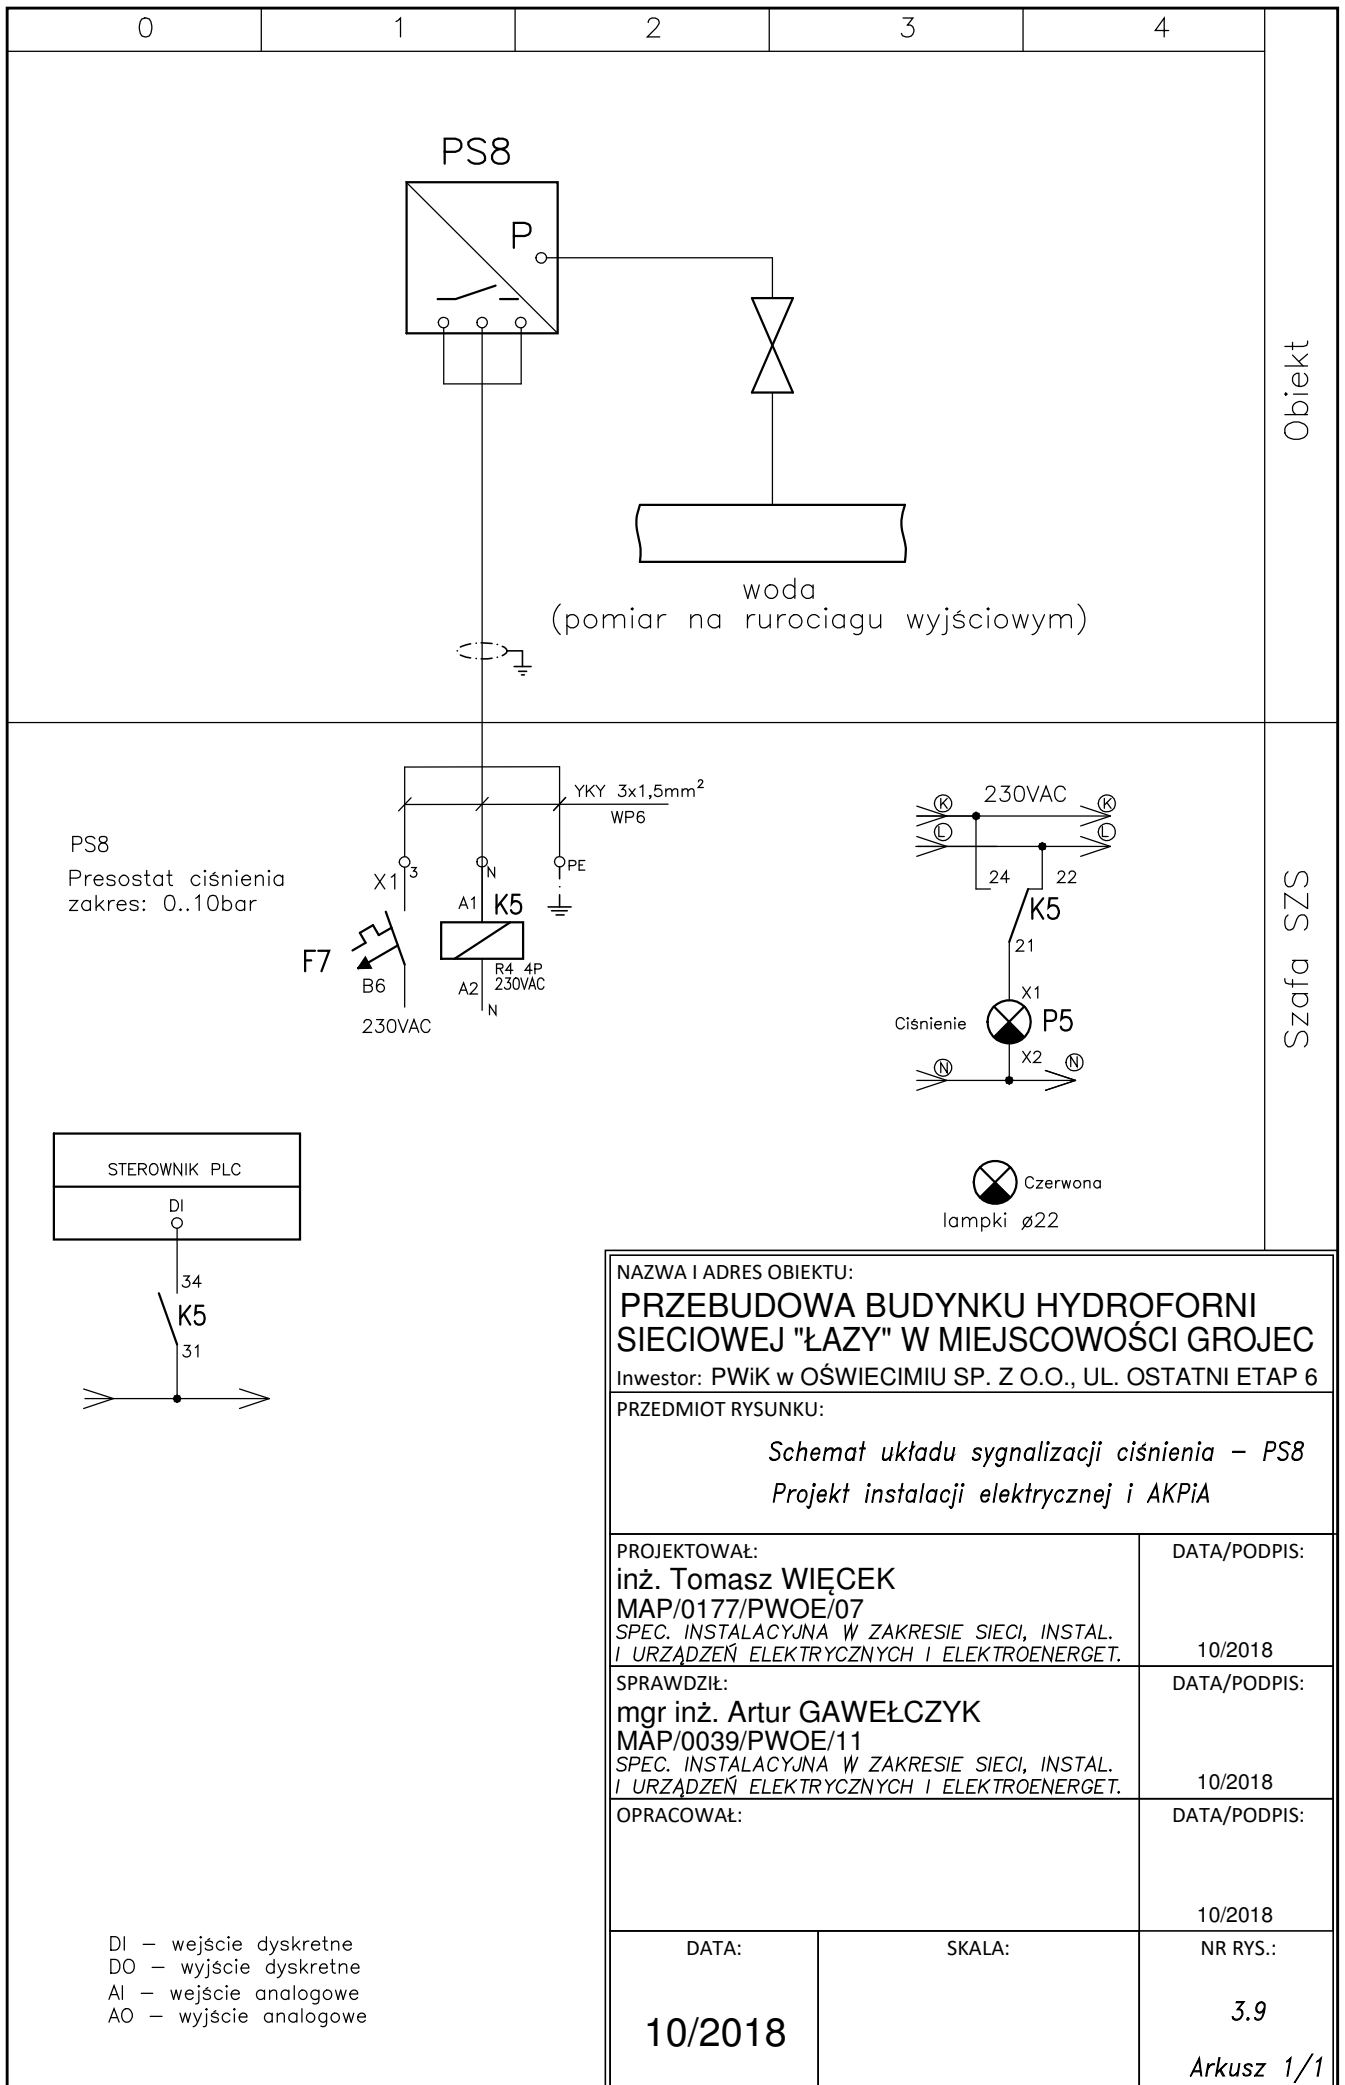 0 1 2 3 4
PS8
P
Obiekt
woda
(pomiar na rurociagu wyjściowym)
YKY 3x1,5mm²
WP6
PS8
Presostat ciśnienia
zakres: 0..10bar
X1 3
N
PE
A1 K5
F7
B6
230VAC
R4 4P
230VAC
A2
N
230VAC
K K
L L
24 22
K5
21
X1
Ciśnienie P5
X2
N N
Szafa SZS
Czerwona
lampki ø22
STEROWNIK PLC
DI
34
K5
31
NAZWA I ADRES OBIEKTU:
PRZEBUDOWA BUDYNKU HYDROFORNI
SIECIOWEJ "ŁAZY" W MIEJSCOWOŚCI GROJEC
Inwestor: PWiK w OŚWIECIMIU SP. Z O.O., UL. OSTATNI ETAP 6
PRZEDMIOT RYSUNKU:
Schemat układu sygnalizacji ciśnienia – PS8
Projekt instalacji elektrycznej i AKPiA
PROJEKTOWAŁ: DATA/PODPIS:
inż. Tomasz WIĘCEK
MAP/0177/PWOE/07
SPEC. INSTALACYJNA W ZAKRESIE SIECI, INSTAL.
I URZĄDZEŃ ELEKTRYCZNYCH I ELEKTROENERGET. 10/2018
SPRAWDZIŁ: DATA/PODPIS:
mgr inż. Artur GAWEŁCZYK
MAP/0039/PWOE/11
SPEC. INSTALACYJNA W ZAKRESIE SIECI, INSTAL.
I URZĄDZEŃ ELEKTRYCZNYCH I ELEKTROENERGET. 10/2018
OPRACOWAŁ: DATA/PODPIS:
10/2018
DATA: SKALA: NR RYS.:
10/2018
3.9
Arkusz 1/1
DI – wejście dyskretne
DO – wyjście dyskretne
AI – wejście analogowe
AO – wyjście analogowe